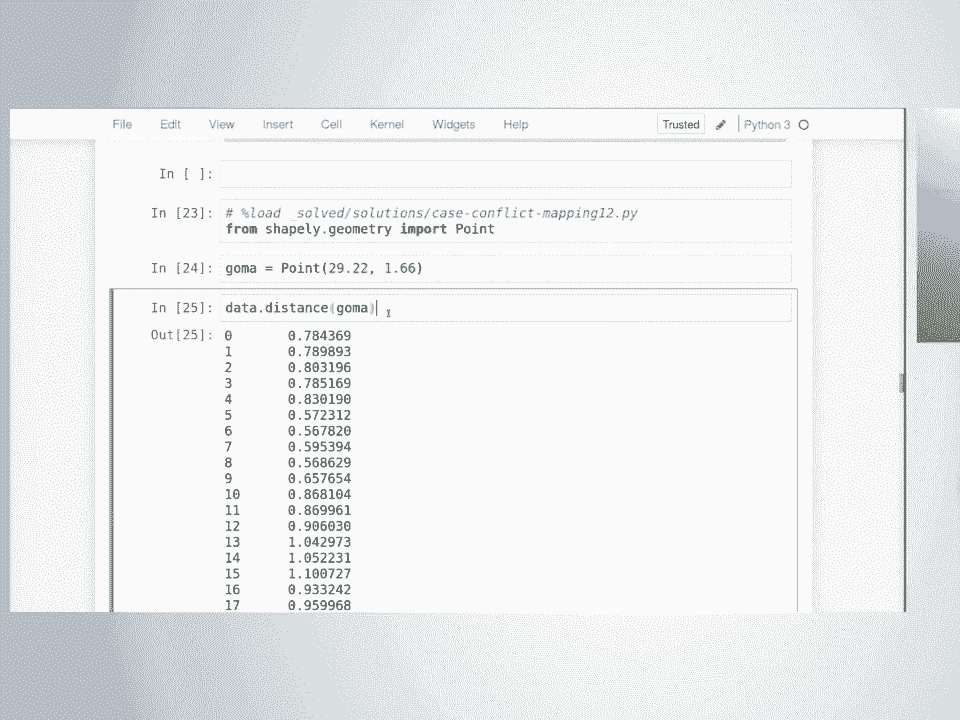 File Edit View Insert Cell Kernel Widgets Help Trusted Python 3
In [ ]:
In [23]: # %load _solved/solutions/case-conflict-mapping12.py
from shapely.geometry import Point
In [24]: goma = Point(29.22, 1.66)
In [25]: data.distance(goma)
Out[25]: 0 0.784369
1 0.789893
2 0.803196
3 0.785169
4 0.830190
5 0.572312
6 0.567820
7 0.595394
8 0.568629
9 0.657654
10 0.868104
11 0.869961
12 0.906030
13 1.042973
14 1.052231
15 1.100727
16 0.933242
17 0.959968